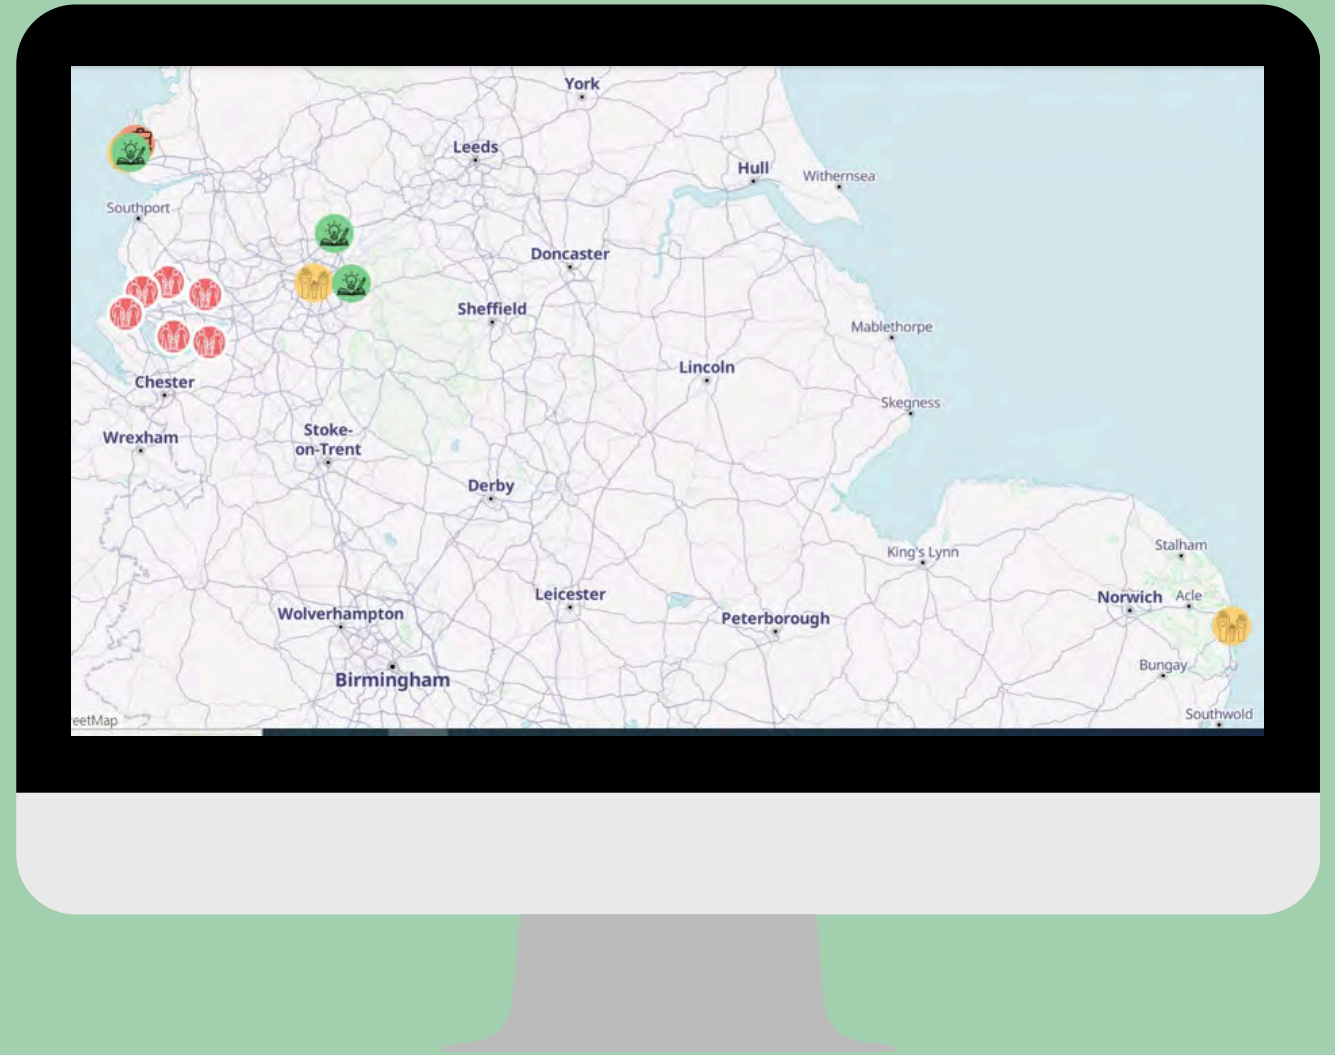 York
Leeds
Hull
Withernsea
Southport
Doncaster
Sheffield
Mablethorpe
Lincoln
Chester
Skegness
Wrexham
Stoke-
on-Trent
Derby
Stalham
King's Lynn
Leicester
Norwich
Acle
Wolverhampton
Peterborough
Bungay
Birmingham
Southwold
reetMap